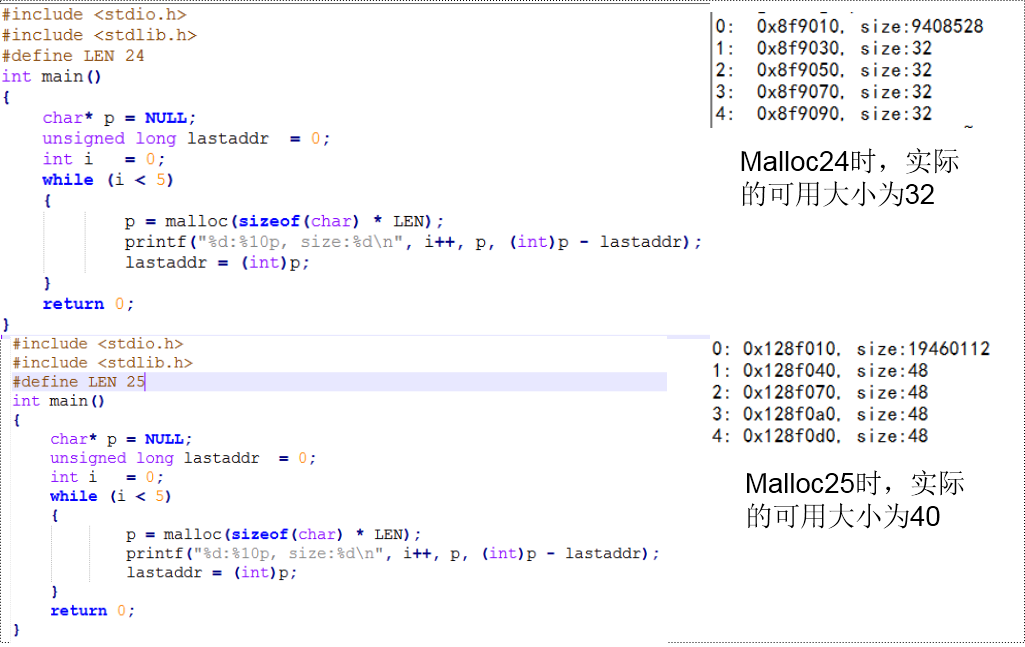 #include <stdio.h>
#include <stdlib.h>
#define LEN 24
int main()
{
char* p = NULL;
unsigned long lastaddr = 0;
int i = 0;
while (i < 5)
{
p = malloc(sizeof(char) * LEN);
printf("%d:%10p, size:%d\n", i++, p, (int)p - lastaddr);
lastaddr = (int)p;
}
return 0;
}
0: 0x8f9010, size:9408528
1: 0x8f9030, size:32
2: 0x8f9050, size:32
3: 0x8f9070, size:32
4: 0x8f9090, size:32
~
Malloc24时，实际
的可用大小为32
#include <stdio.h>
#include <stdlib.h>
#define LEN 25
int main()
{
char* p = NULL;
unsigned long lastaddr = 0;
int i = 0;
while (i < 5)
{
p = malloc(sizeof(char) * LEN);
printf("%d:%10p, size:%d\n", i++, p, (int)p - lastaddr);
lastaddr = (int)p;
}
return 0;
}
0: 0x128f010, size:19460112
1: 0x128f040, size:48
2: 0x128f070, size:48
3: 0x128f0a0, size:48
4: 0x128f0d0, size:48
Malloc25时，实际
的可用大小为40